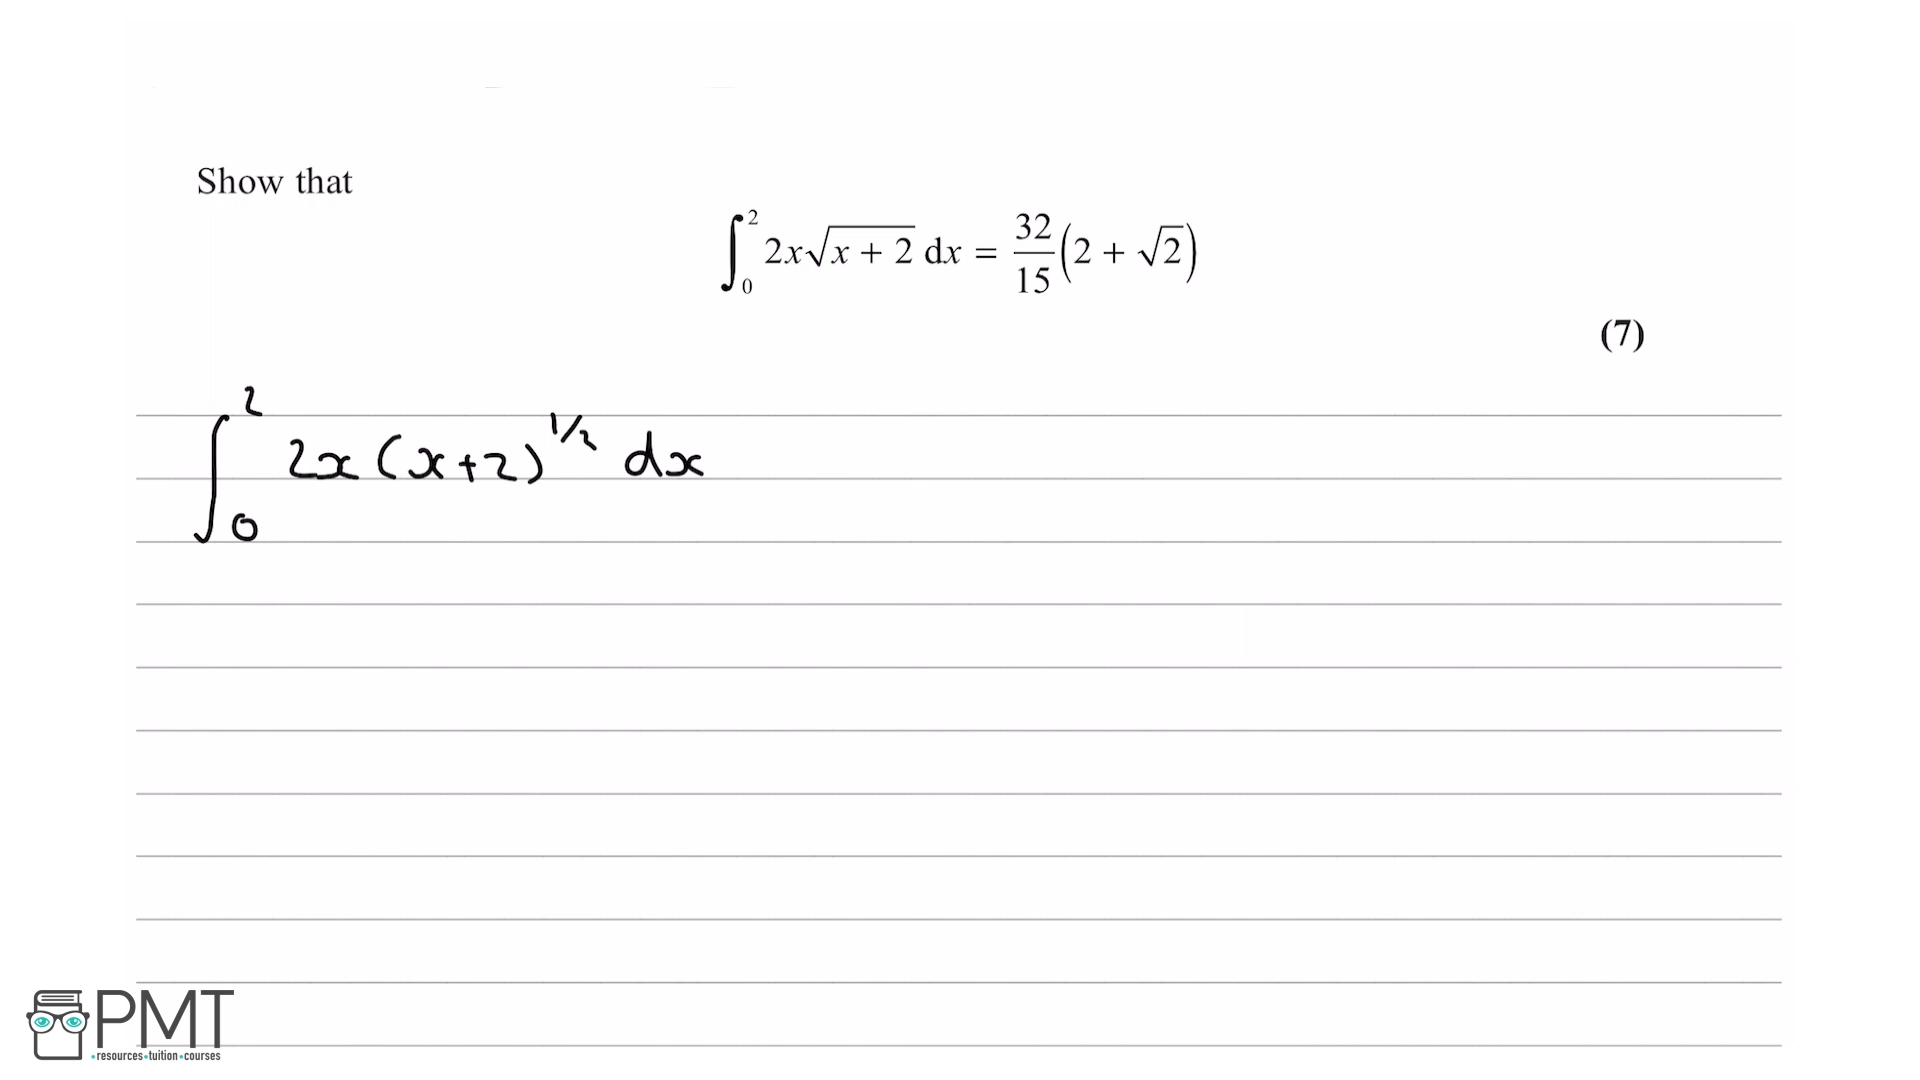 Show that
∫₀² 2x√(x + 2) dx = 32/15 (2 + √2)
(7)
∫₀² 2x(x+2)^1/2 dx
PMT
•resources•tuition•courses